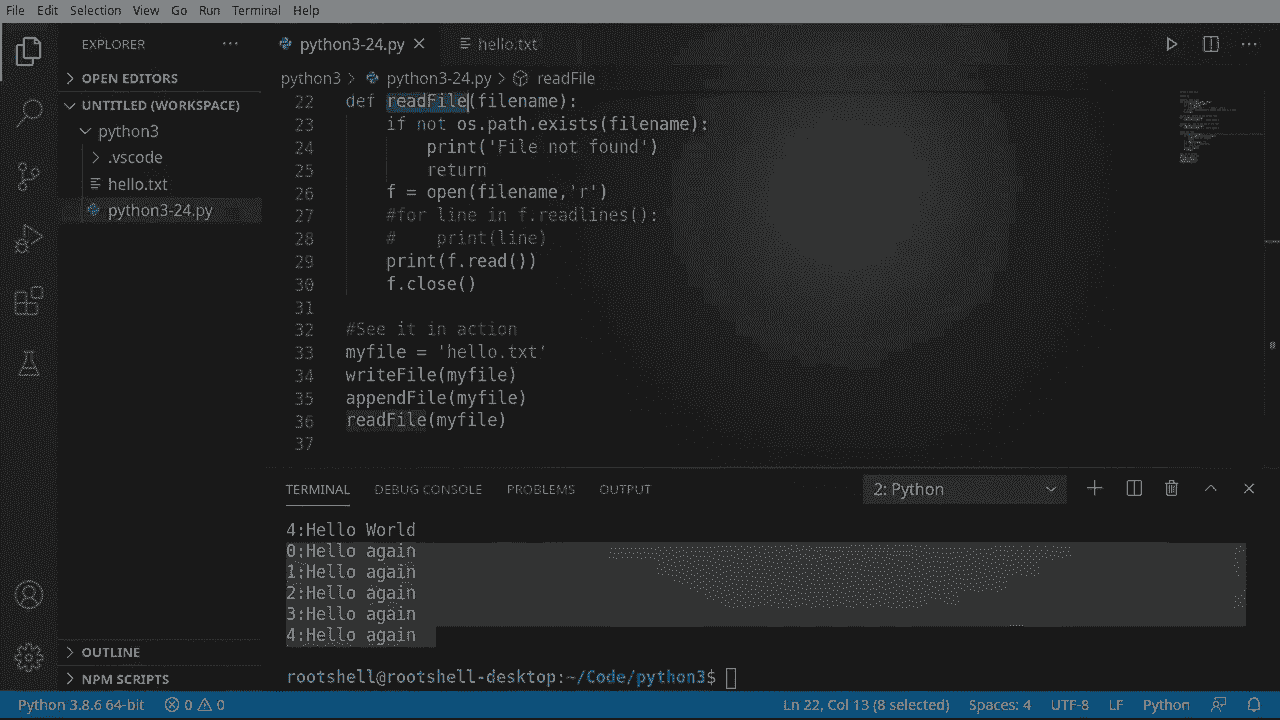 File Edit Selection View Go Run Terminal Help
EXPLORER ···
python3-24.py
hello.txt
OPEN EDITORS
UNTITLED (WORKSPACE)
python3
.vscode
hello.txt
python3-24.py
python3 > python3-24.py > readFile
22 def readFile(filename):
23 if not os.path.exists(filename):
24 print('File not found')
25 return
26 f = open(filename,'r')
27 #for line in f.readlines():
28 # print(line)
29 print(f.read())
30 f.close()
31
32 #See it in action
33 myfile = 'hello.txt'
34 writeFile(myfile)
35 appendFile(myfile)
36 readFile(myfile)
37
TERMINAL DEBUG CONSOLE PROBLEMS OUTPUT 2: Python
4:Hello World
0:Hello again
1:Hello again
2:Hello again
3:Hello again
4:Hello again
rootshell@rootshell-desktop:~/Code/python3$
OUTLINE
NPM SCRIPTS
Python 3.8.6 64-bit 0 0 Ln 22, Col 13 (8 selected) Spaces: 4 UTF-8 LF Python